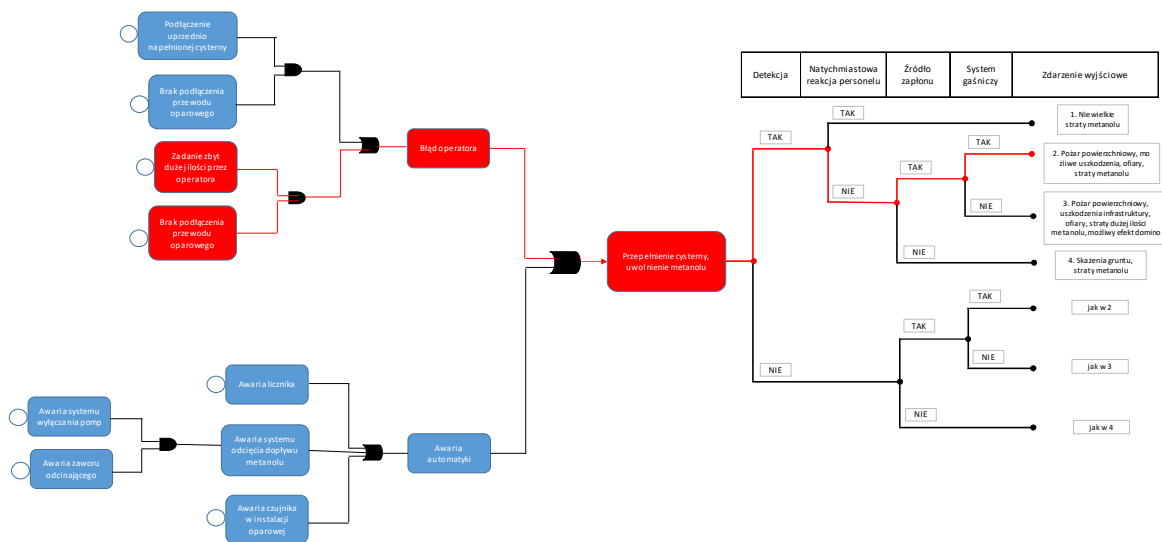 Podłączenie
uprzednio
napełnionej cysterny
Brak podłączenia
przewodu
oparowego
Zadanie zbyt
dużej ilości przez
operatora
Brak podłączenia
przewodu
oparowego
Błąd operatora
Awaria systemu
wyłączania pomp
Awaria zaworu
odcinającego
Awaria licznika
Awaria systemu
odcięcia dopływu
metanolu
Awaria czujnika
w instalacji
oparowej
Awaria
automatyki
Przepełnienie cysterny,
uwolnienie metanolu
Detekcja
Natychmiastowa
reakcja personelu
Źródło
zapłonu
System
gaśniczy
Zdarzenie wyjściowe
TAK
TAK
NIE
TAK
NIE
TAK
NIE
1. Niewielkie
straty metanolu
2. Pożar powierzchniowy, mo
żliwe uszkodzenia, ofiary,
straty metanolu
3. Pożar powierzchniowy,
uszkodzenia infrastruktury,
ofiary, straty dużej ilości
metanolu, możliwy efekt domino
4. Skażenia gruntu,
straty metanolu
NIE
TAK
NIE
TAK
NIE
jak w 2
jak w 3
jak w 4